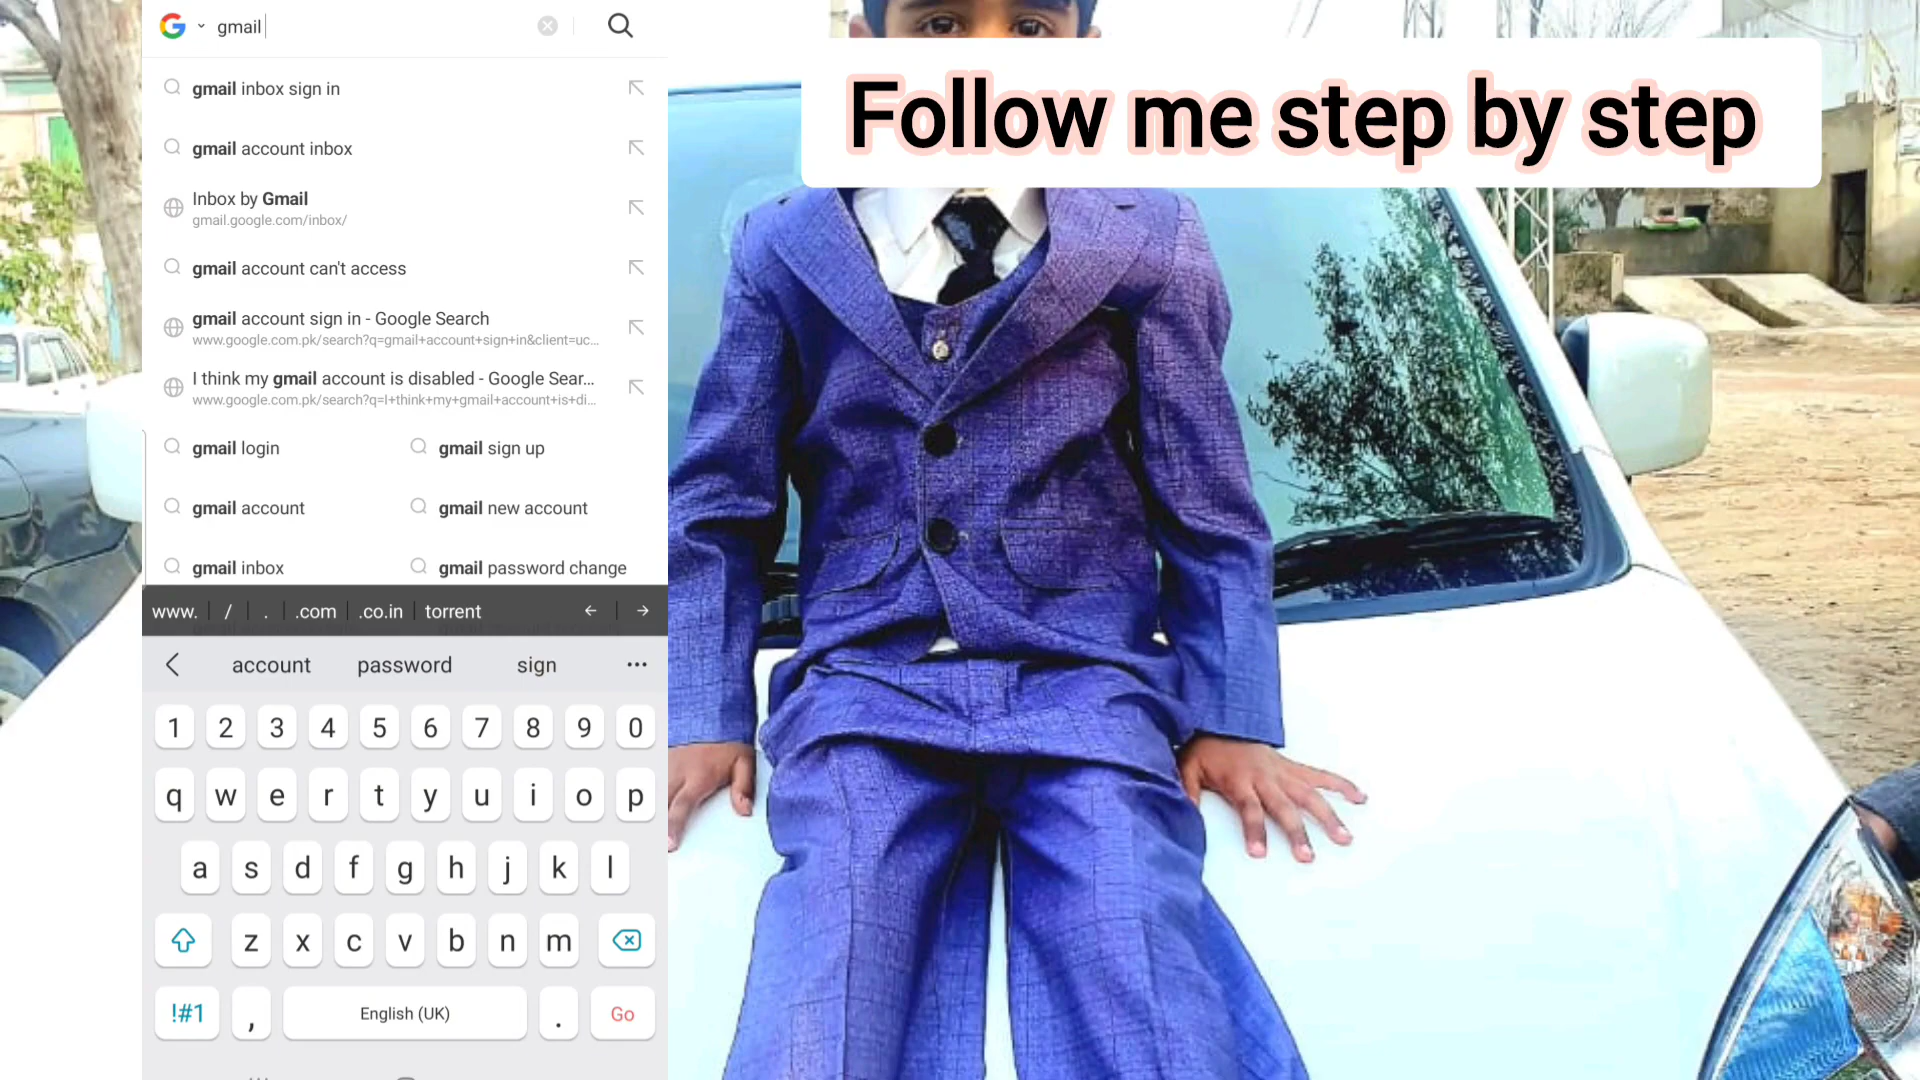 gmail
gmail inbox sign in
gmail account inbox
Inbox by Gmail
gmail.google.com/inbox/
gmail account can't access
gmail account sign in - Google Search
www.google.com.pk/search?q=gmail+account+sign+in&client=uc...
I think my gmail account is disabled - Google Sear...
www.google.com.pk/search?q=I+think+my+gmail+account+is+di...
gmail login
gmail sign up
gmail account
gmail new account
gmail inbox
gmail password change
www. / . .com .co.in torrent
account password sign
1 2 3 4 5 6 7 8 9 0
q w e r t y u i o p
a s d f g h j k l
z x c v b n m
!#1 , English (UK) . Go
Follow me step by step